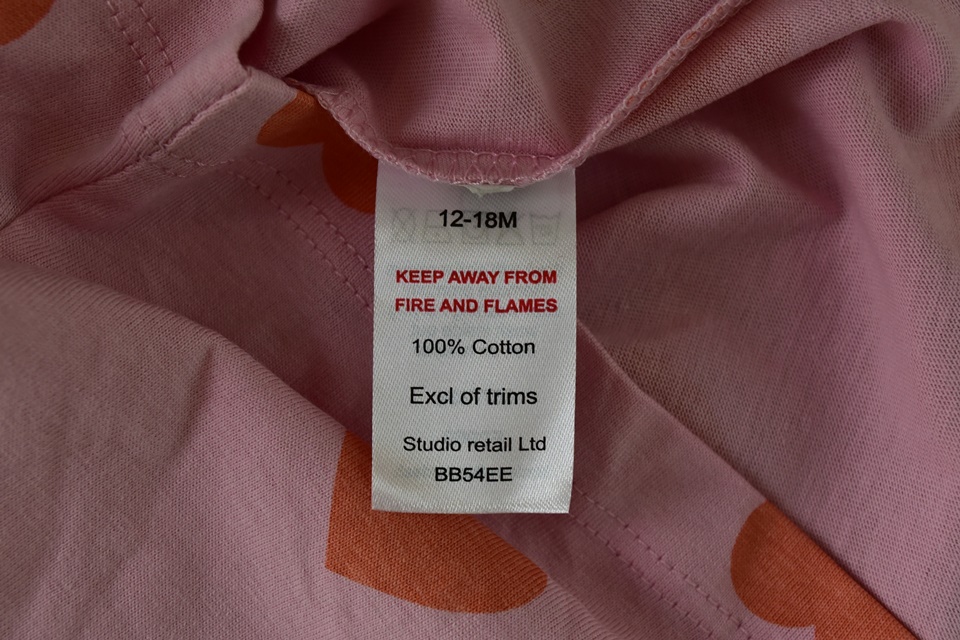 12-18M
KEEP AWAY FROM
FIRE AND FLAMES
100% Cotton
Excl of trims
Studio retail Ltd
BB54EE